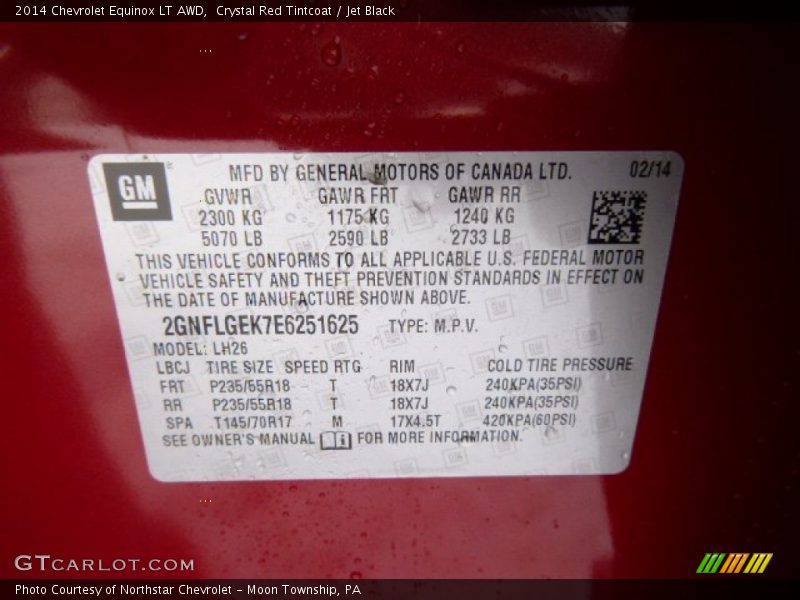 2014 Chevrolet Equinox LT AWD,  Crystal Red Tintcoat / Jet Black
GM
MFD BY GENERAL MOTORS OF CANADA LTD. 02/14
GVWR GAWR FRT GAWR RR
2300 KG 1175 KG 1240 KG
5070 LB 2590 LB 2733 LB
THIS VEHICLE CONFORMS TO ALL APPLICABLE U.S. FEDERAL MOTOR
VEHICLE SAFETY AND THEFT PREVENTION STANDARDS IN EFFECT ON
THE DATE OF MANUFACTURE SHOWN ABOVE.
2GNFLGEK7E6251625 TYPE: M.P.V.
MODEL: LH26
LBCJ TIRE SIZE SPEED RTG RIM COLD TIRE PRESSURE
FRT P235/55R18 T 18X7J 240KPA(35PSI)
RR P235/55R18 T 18X7J 240KPA(35PSI)
SPA T145/70R17 M 17X4.5T 420KPA(60PSI)
SEE OWNER'S MANUAL FOR MORE INFORMATION.
GTCARLOT.COM
Photo Courtesy of Northstar Chevrolet - Moon Township, PA